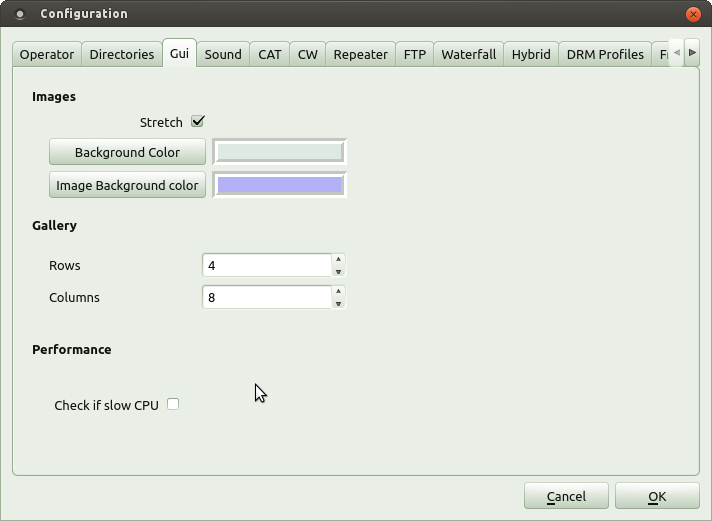 Configuration
Operator Directories Gui Sound CAT CW Repeater FTP Waterfall Hybrid DRM Profiles
Images
Stretch
Background Color
Image Background color
Gallery
Rows 4
Columns 8
Performance
Check if slow CPU
Cancel OK